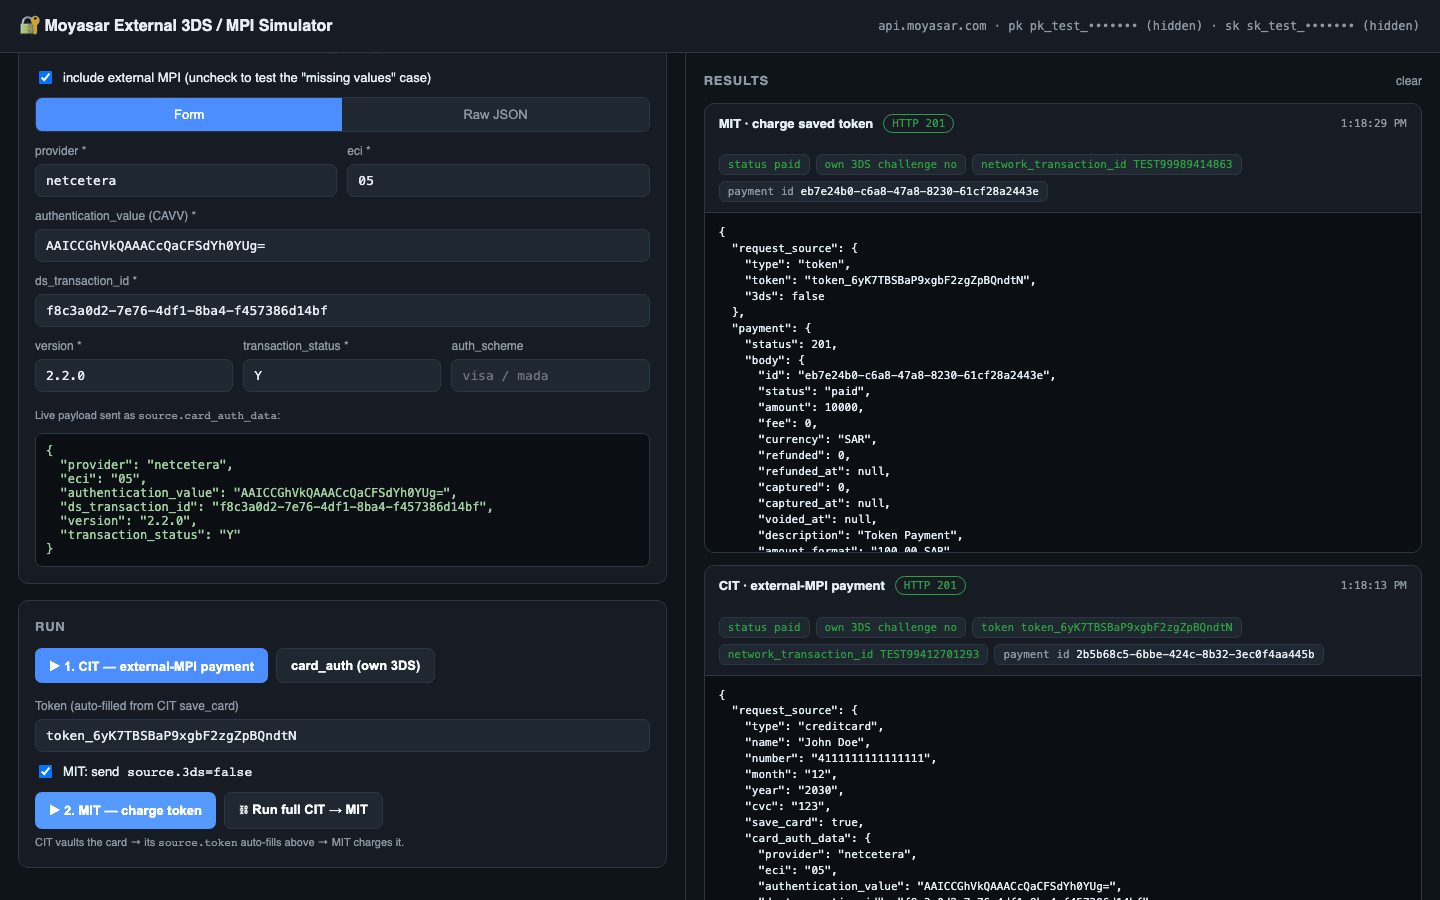 🔐 Moyasar External 3DS / MPI Simulator
api.moyasar.com · pk pk_test_••••••• (hidden) · sk sk_test_••••••• (hidden)
include external MPI (uncheck to test the "missing values" case)
Form
Raw JSON
provider *
eci *
netcetera
05
authentication_value (CAVV) *
AAICCGhVkQAAACcQaCFSdYh0YUg=
ds_transaction_id *
f8c3a0d2-7e76-4df1-8ba4-f457386d14bf
version *
transaction_status *
auth_scheme
2.2.0
Y
visa / mada
Live payload sent as source.card_auth_data:
{
"provider": "netcetera",
"eci": "05",
"authentication_value": "AAICCGhVkQAAACcQaCFSdYh0YUg=",
"ds_transaction_id": "f8c3a0d2-7e76-4df1-8ba4-f457386d14bf",
"version": "2.2.0",
"transaction_status": "Y"
}
RUN
▶ 1. CIT — external-MPI payment
card_auth (own 3DS)
Token (auto-filled from CIT save_card)
token_6yK7TBSBaP9xgbF2zgZpBQndtN
MIT: send source.3ds=false
▶ 2. MIT — charge token
⛓ Run full CIT → MIT
CIT vaults the card → its source.token auto-fills above → MIT charges it.
RESULTS
clear
MIT · charge saved token
HTTP 201
1:18:29 PM
status paid
own 3DS challenge no
network_transaction_id TEST99989414863
payment id eb7e24b0-c6a8-47a8-8230-61cf28a2443e
{
"request_source": {
"type": "token",
"token": "token_6yK7TBSBaP9xgbF2zgZpBQndtN",
"3ds": false
},
"payment": {
"status": 201,
"body": {
"id": "eb7e24b0-c6a8-47a8-8230-61cf28a2443e",
"status": "paid",
"amount": 10000,
"fee": 0,
"currency": "SAR",
"refunded": 0,
"refunded_at": null,
"captured": 0,
"captured_at": null,
"voided_at": null,
"description": "Token Payment",
"amount_format": "100.00 SAR",
CIT · external-MPI payment
HTTP 201
1:18:13 PM
status paid
own 3DS challenge no
token token_6yK7TBSBaP9xgbF2zgZpBQndtN
network_transaction_id TEST99412701293
payment id 2b5b68c5-6bbe-424c-8b32-3ec0f4aa445b
{
"request_source": {
"type": "creditcard",
"name": "John Doe",
"number": "4111111111111111",
"month": "12",
"year": "2030",
"cvc": "123",
"save_card": true,
"card_auth_data": {
"provider": "netcetera",
"eci": "05",
"authentication_value": "AAICCGhVkQAAACcQaCFSdYh0YUg=",